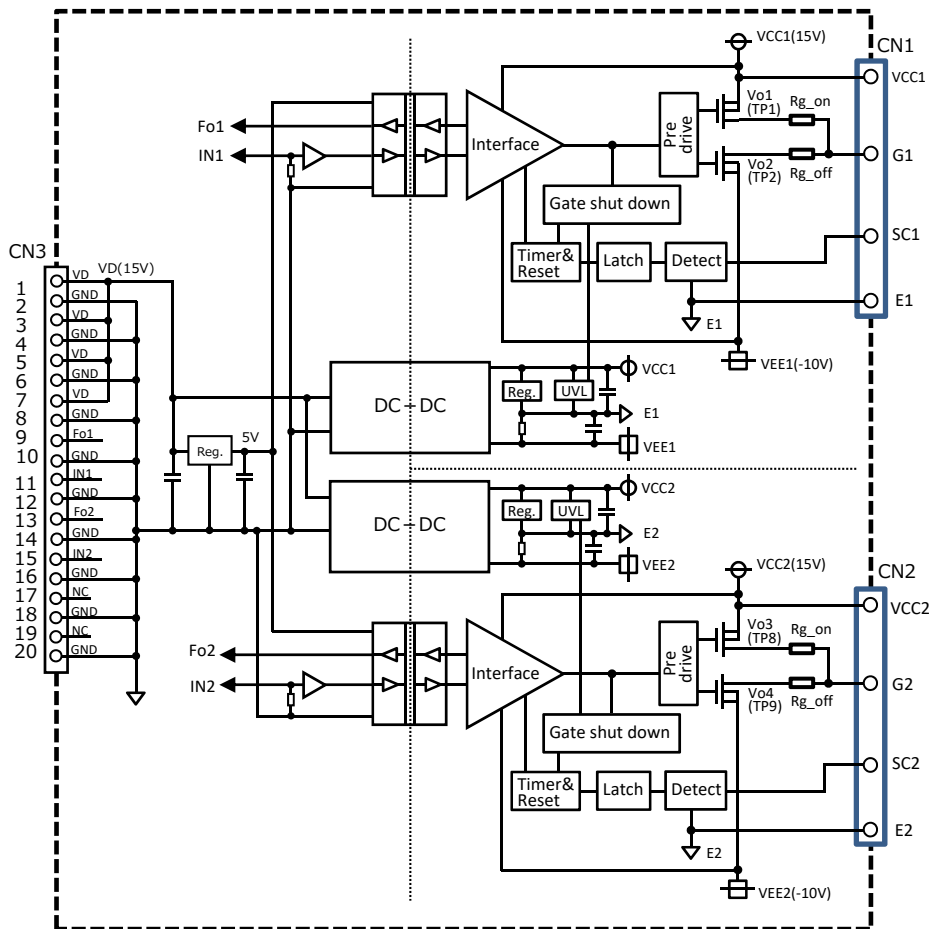 VCC1(15V)
CN1
VCC1
Vo1
(TP1)
Rg_on
Fo1
IN1
Interface
Pre drive
Vo2
(TP2)
Rg_off
G1
Gate shut down
SC1
Timer& Reset
Latch
Detect
E1
E1
VEE1(-10V)
CN3
VD(15V)
1 VD
2 GND
3 VD
4 GND
5 VD
6 GND
7 VD
8 GND
9 Fo1
10 GND
11 IN1
12 GND
13 Fo2
14 GND
15 IN2
16 GND
17 NC
18 GND
19 NC
20 GND
Reg.
5V
DC – DC
Reg.
UVL
VCC1
E1
VEE1
DC – DC
Reg.
UVL
VCC2
E2
VEE2
VCC2(15V)
CN2
VCC2
Vo3
(TP8)
Rg_on
Fo2
IN2
Interface
Pre drive
Vo4
(TP9)
Rg_off
G2
Gate shut down
SC2
Timer& Reset
Latch
Detect
E2
E2
VEE2(-10V)